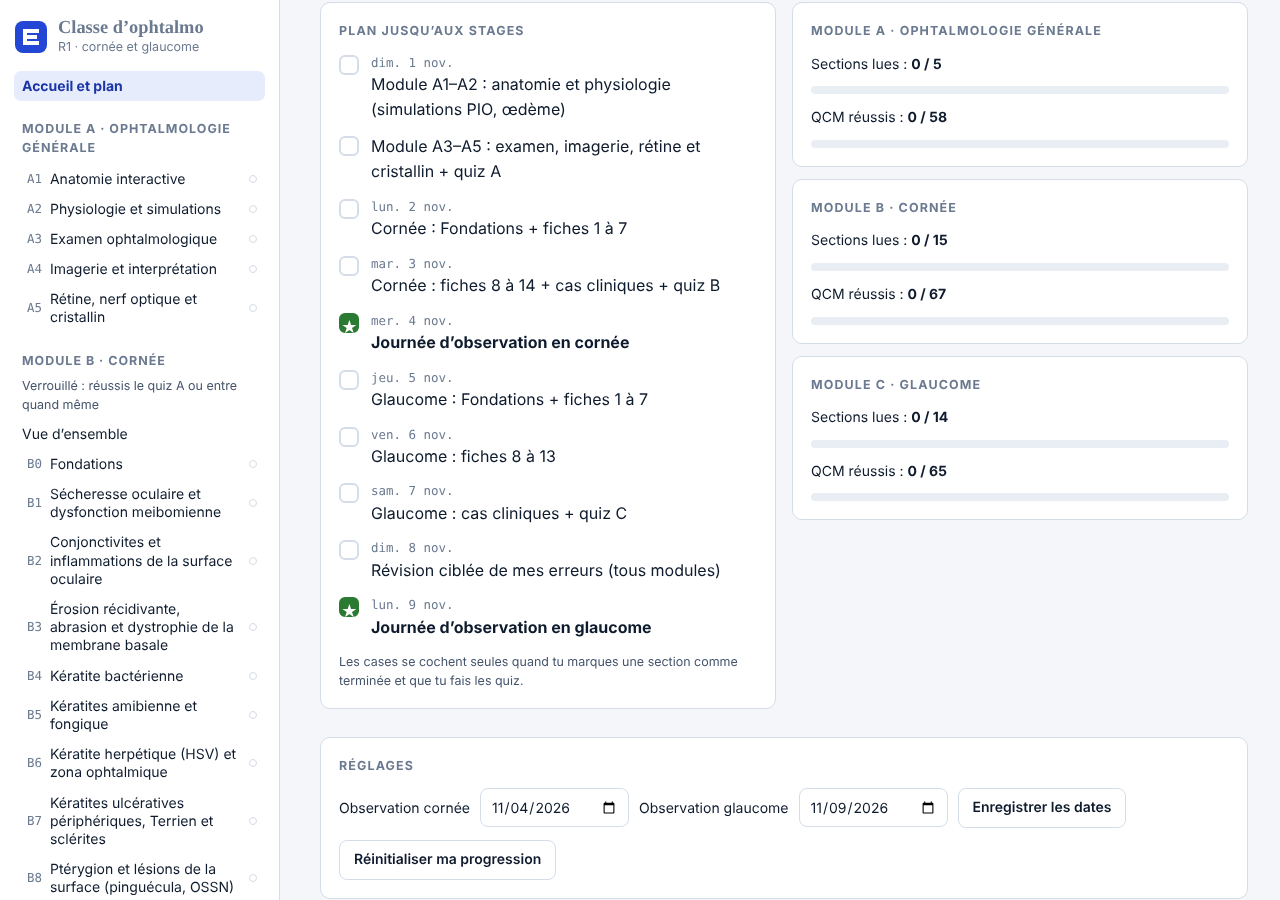 Classe d’ophtalmo
R1 · cornée et glaucome
Accueil et plan
MODULE A · OPHTALMOLOGIE
GÉNÉRALE
A1 Anatomie interactive
A2 Physiologie et simulations
A3 Examen ophtalmologique
A4 Imagerie et interprétation
A5 Rétine, nerf optique et
cristallin
MODULE B · CORNÉE
Verrouillé : réussis le quiz A ou entre
quand même
Vue d’ensemble
B0 Fondations
B1 Sécheresse oculaire et
dysfonction meibomienne
B2 Conjonctivites et
inflammations de la surface
oculaire
B3 Érosion récidivante,
abrasion et dystrophie de la
membrane basale
B4 Kératite bactérienne
B5 Kératites amibienne et
fongique
B6 Kératite herpétique (HSV) et
zona ophtalmique
B7 Kératites ulcératives
périphériques, Terrien et
sclérites
B8 Ptérygion et lésions de la
surface (pinguécula, OSSN)
PLAN JUSQU’AUX STAGES
dim. 1 nov.
Module A1–A2 : anatomie et physiologie
(simulations PIO, œdème)
Module A3–A5 : examen, imagerie, rétine et
cristallin + quiz A
lun. 2 nov.
Cornée : Fondations + fiches 1 à 7
mar. 3 nov.
Cornée : fiches 8 à 14 + cas cliniques + quiz B
mer. 4 nov.
Journée d’observation en cornée
jeu. 5 nov.
Glaucome : Fondations + fiches 1 à 7
ven. 6 nov.
Glaucome : fiches 8 à 13
sam. 7 nov.
Glaucome : cas cliniques + quiz C
dim. 8 nov.
Révision ciblée de mes erreurs (tous modules)
lun. 9 nov.
Journée d’observation en glaucome
Les cases se cochent seules quand tu marques une section comme
terminée et que tu fais les quiz.
MODULE A · OPHTALMOLOGIE GÉNÉRALE
Sections lues : 0 / 5
QCM réussis : 0 / 58
MODULE B · CORNÉE
Sections lues : 0 / 15
QCM réussis : 0 / 67
MODULE C · GLAUCOME
Sections lues : 0 / 14
QCM réussis : 0 / 65
RÉGLAGES
Observation cornée 11/04/2026 Observation glaucome 11/09/2026 Enregistrer les dates
Réinitialiser ma progression